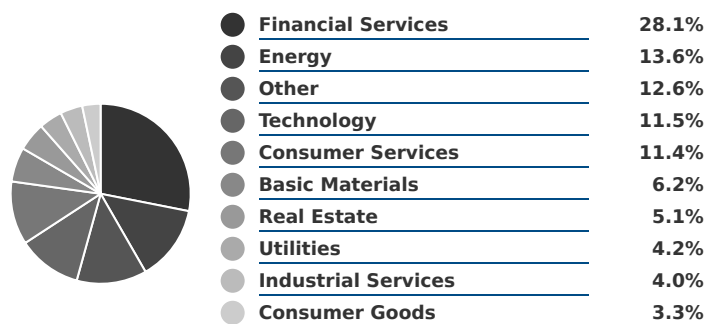 Financial Services 28.1%
Energy 13.6%
Other 12.6%
Technology 11.5%
Consumer Services 11.4%
Basic Materials 6.2%
Real Estate 5.1%
Utilities 4.2%
Industrial Services 4.0%
Consumer Goods 3.3%